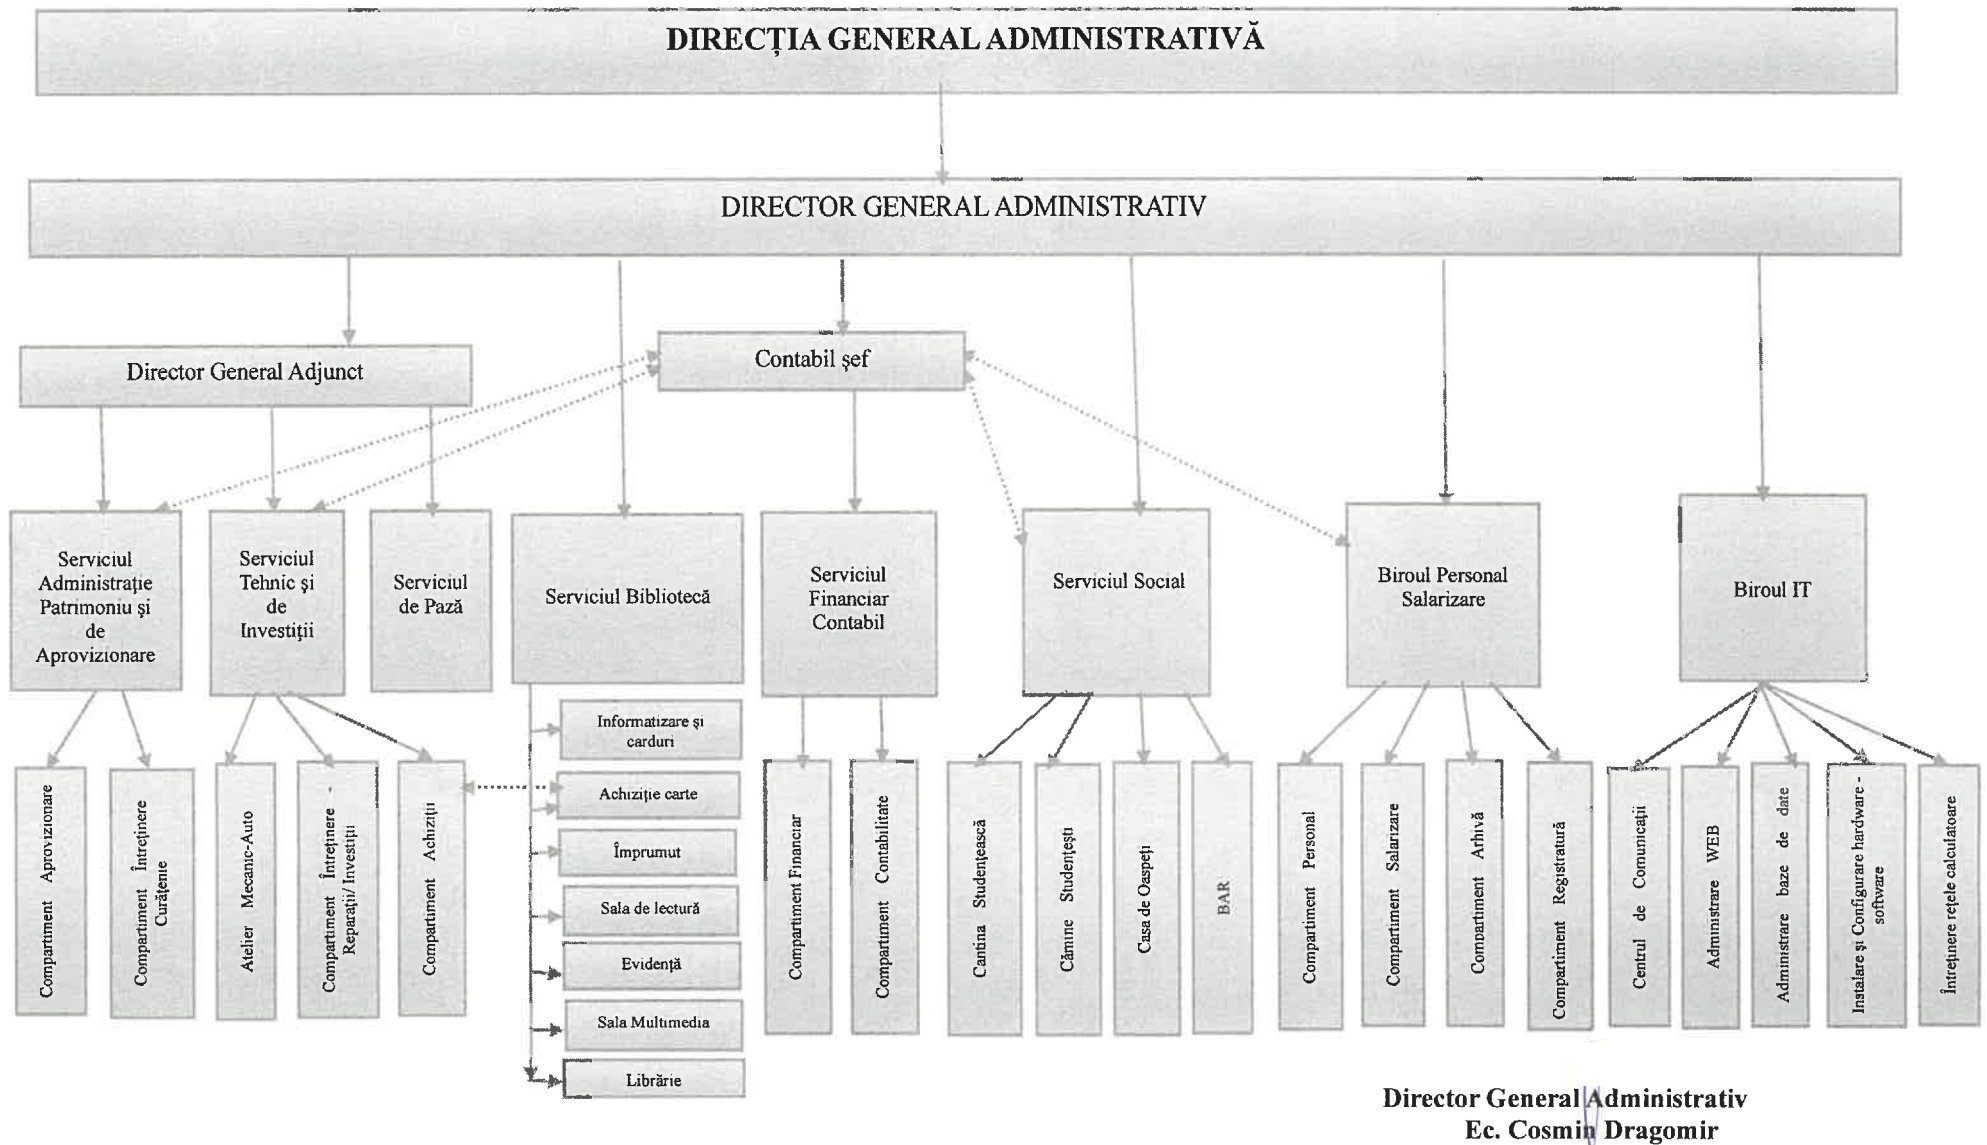 DIRECȚIA GENERAL ADMINISTRATIVĂ
DIRECTOR GENERAL ADMINISTRATIV
Director General Adjunct
Contabil șef
Serviciul
Administrație
Patrimoniu și
de
Aprovizionare
Serviciul
Tehnic și
de
Investiții
Serviciul
de Pază
Serviciul Bibliotecă
Serviciul
Financiar
Contabil
Serviciul Social
Biroul Personal
Salarizare
Biroul IT
Compartiment Aprovizionare
Compartiment Întreținere
Curățenie
Atelier Mecanic-Auto
Compartiment Întreținere -
Reparații/ Investiții
Compartiment Achiziții
Informatizare și
carduri
Achiziție carte
Împrumut
Sala de lectură
Evidență
Sala Multimedia
Librărie
Compartiment Financiar
Compartiment Contabilitate
Cantina Studențească
Cămine Studențești
Casa de Oaspeți
BAR
Compartiment Personal
Compartiment Salarizare
Compartiment Arhivă
Compartiment Registratură
Centrul de Comunicații
Administrare WEB
Administrare baze de date
Instalare și Configurare hardware -
software
Întreținere rețele calculatoare
Director General Administrativ
Ec. Cosmin Dragomir